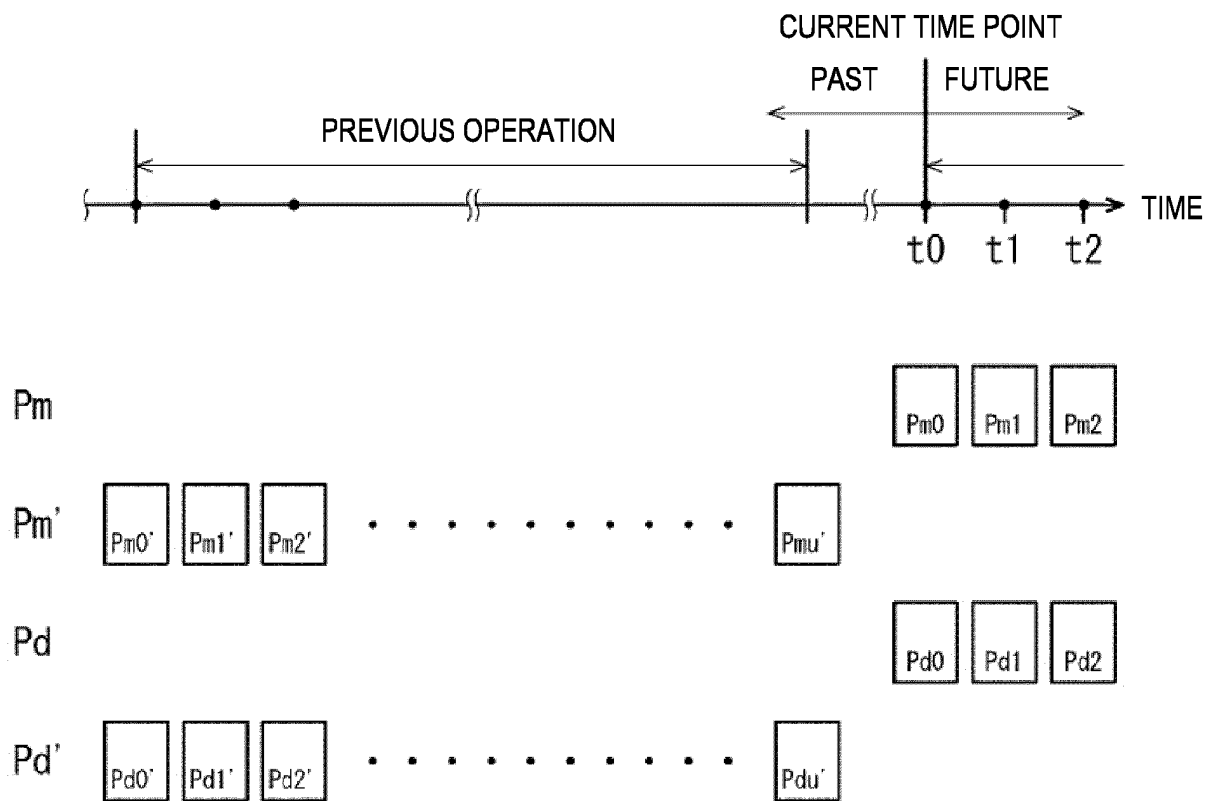 CURRENT TIME POINT
PAST FUTURE
PREVIOUS OPERATION
TIME
t0 t1 t2
Pm
Pm0 Pm1 Pm2
Pm'
Pm0' Pm1' Pm2' Pmu'
Pd
Pd0 Pd1 Pd2
Pd'
Pd0' Pd1' Pd2' Pdu'